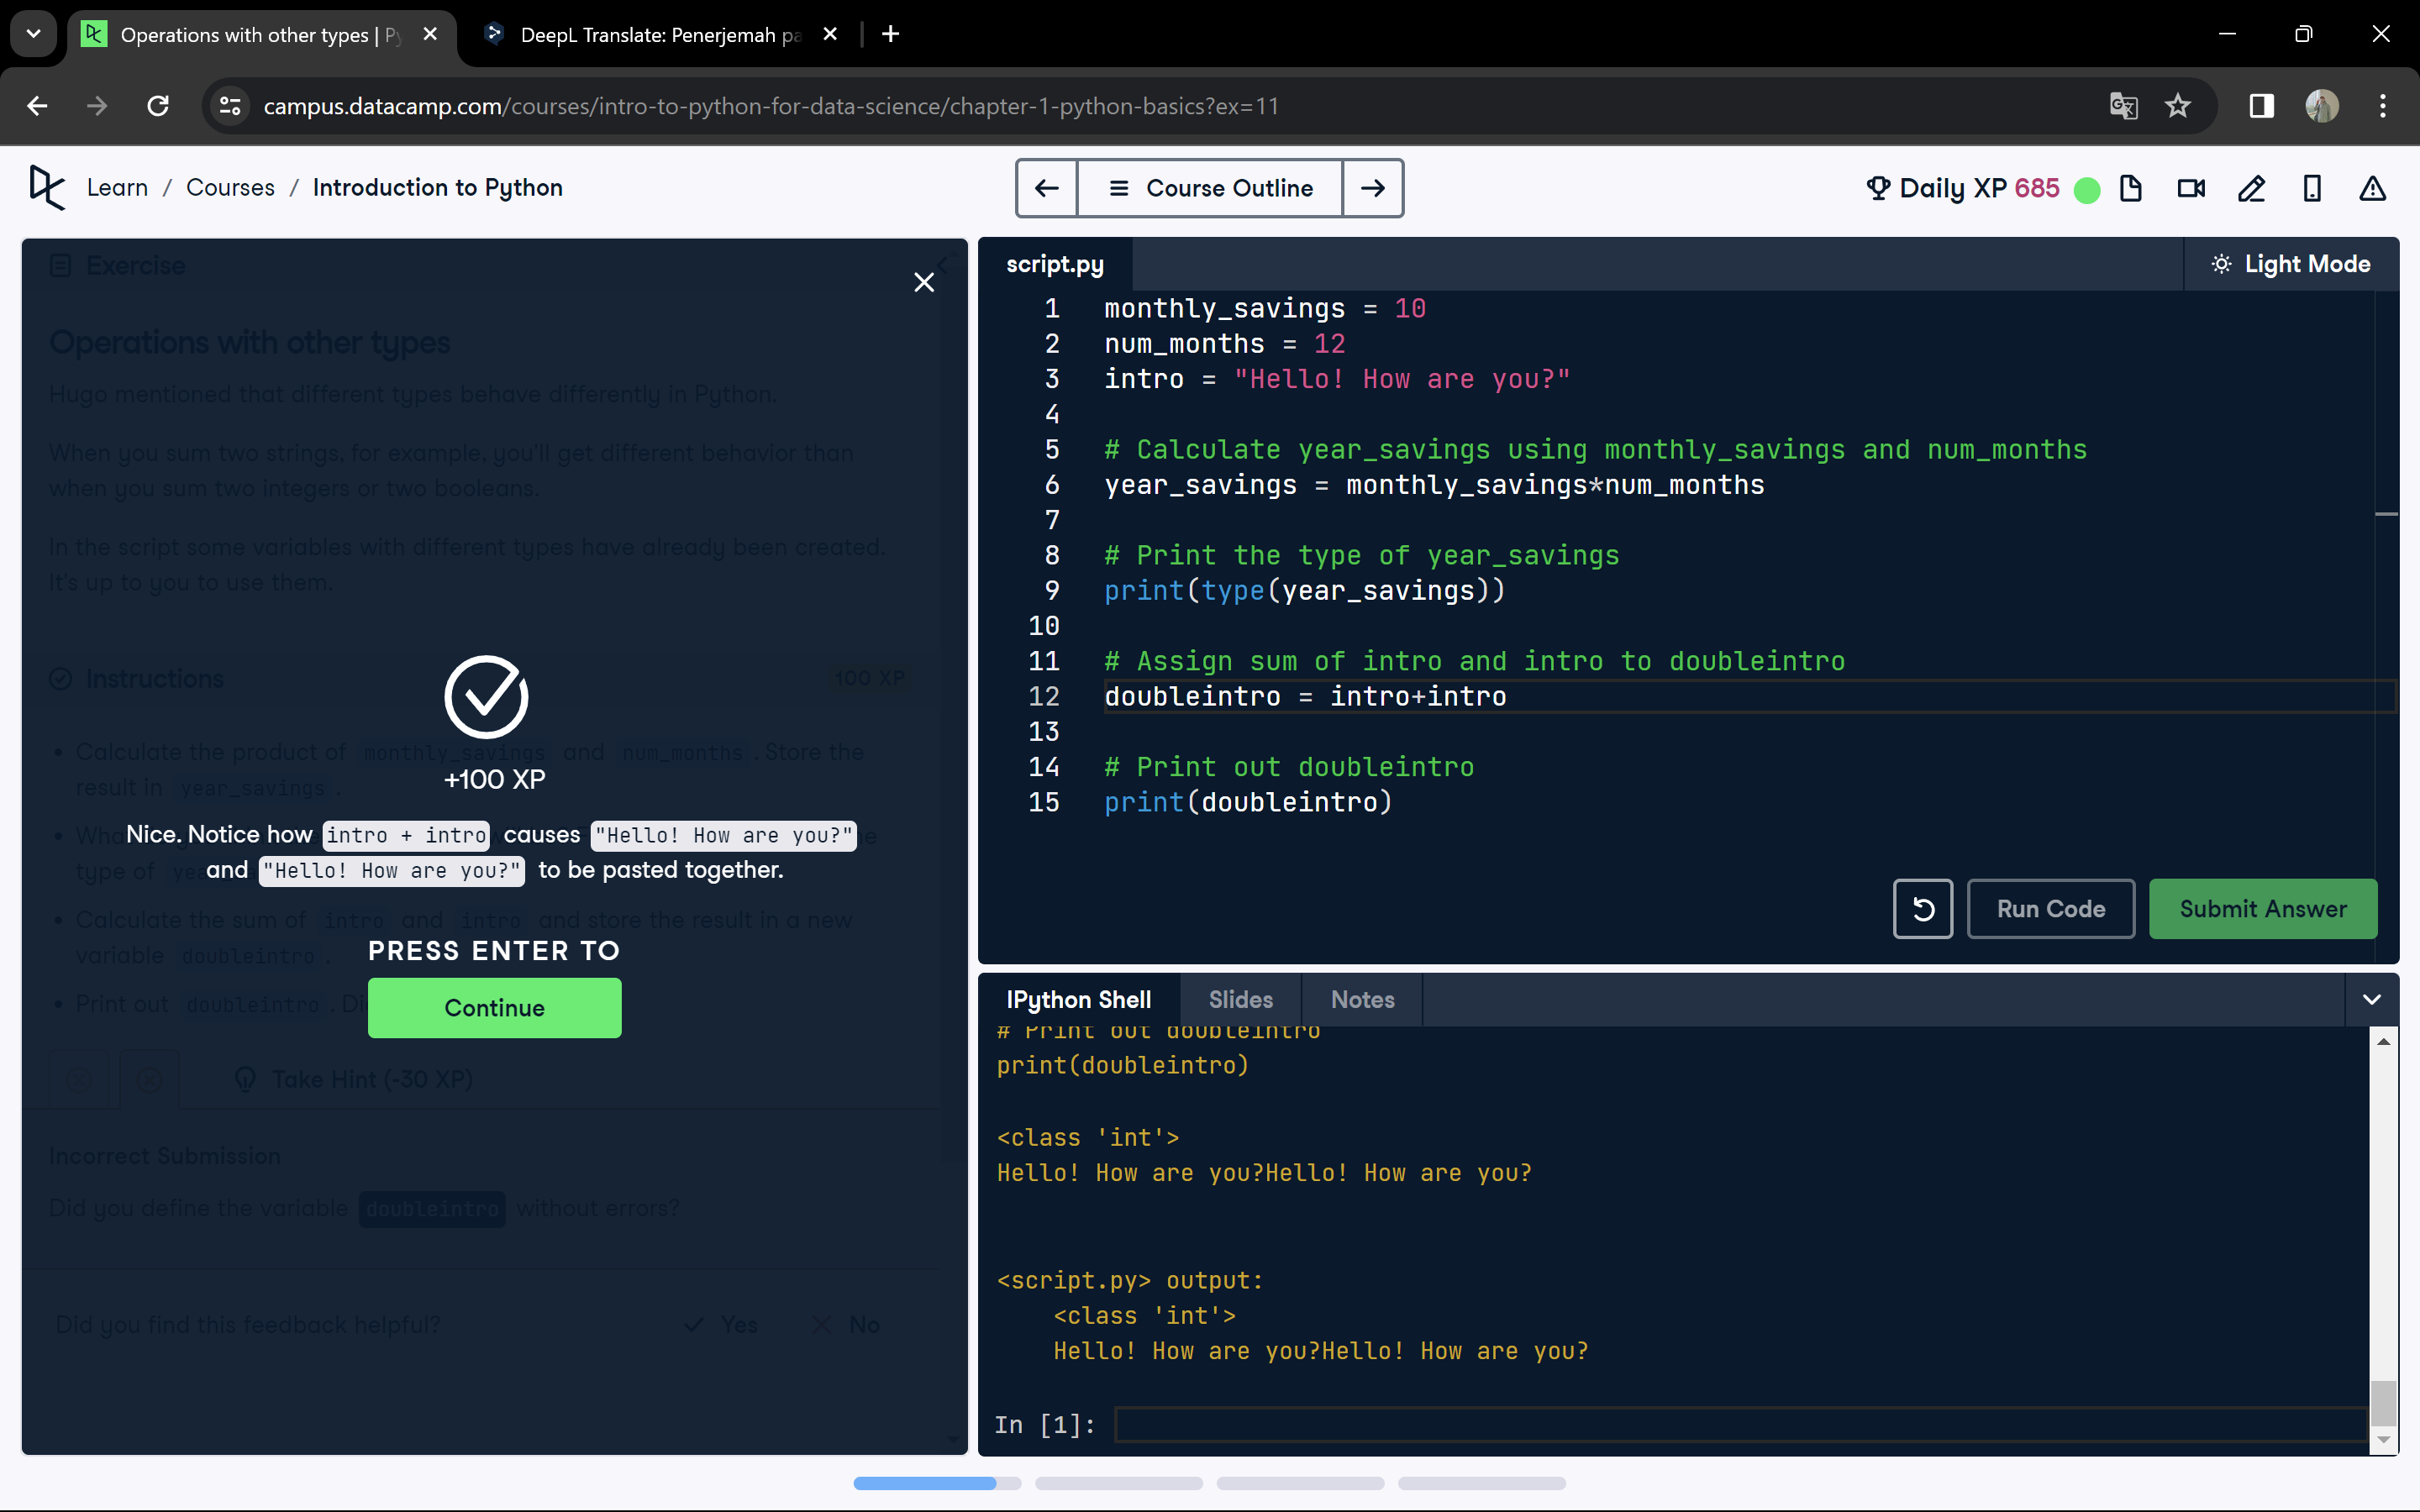 Operations with other types | Py
DeepL Translate: Penerjemah pa
campus.datacamp.com/courses/intro-to-python-for-data-science/chapter-1-python-basics?ex=11
Learn / Courses / Introduction to Python
Course Outline
Daily XP 685
Exercise
Operations with other types
Hugo mentioned that different types behave differently in Python.
When you sum two strings, for example, you'll get different behavior than
when you sum two integers or two booleans.
In the script some variables with different types have already been created.
It's up to you to use them.
Instructions
100 XP
Calculate the product of monthly_savings and num_months. Store the
result in year_savings.
+100 XP
Nice. Notice how intro + intro causes "Hello! How are you?"
and "Hello! How are you?" to be pasted together.
type of
Calculate the sum of intro and intro and store the result in a new
variable doubleintro.
PRESS ENTER TO
Print out doubleintro.
Continue
Take Hint (-30 XP)
Incorrect Submission
Did you define the variable doubleintro without errors?
Did you find this feedback helpful?
Yes
No
script.py
Light Mode
1 monthly_savings = 10
2 num_months = 12
3 intro = "Hello! How are you?"
4
5 # Calculate year_savings using monthly_savings and num_months
6 year_savings = monthly_savings*num_months
7
8 # Print the type of year_savings
9 print(type(year_savings))
10
11 # Assign sum of intro and intro to doubleintro
12 doubleintro = intro+intro
13
14 # Print out doubleintro
15 print(doubleintro)
Run Code
Submit Answer
IPython Shell
Slides
Notes
# Print out doubleintro
print(doubleintro)
<class 'int'>
Hello! How are you?Hello! How are you?
<script.py> output:
<class 'int'>
Hello! How are you?Hello! How are you?
In [1]: